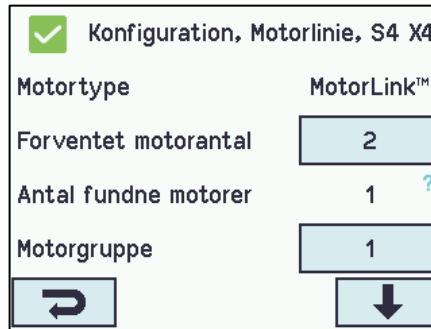 Konfiguration, Motorlinie, S4 X4
Motortype MotorLink™
Forventet motorantal 2
Antal fundne motorer 1 ?
Motorgruppe 1